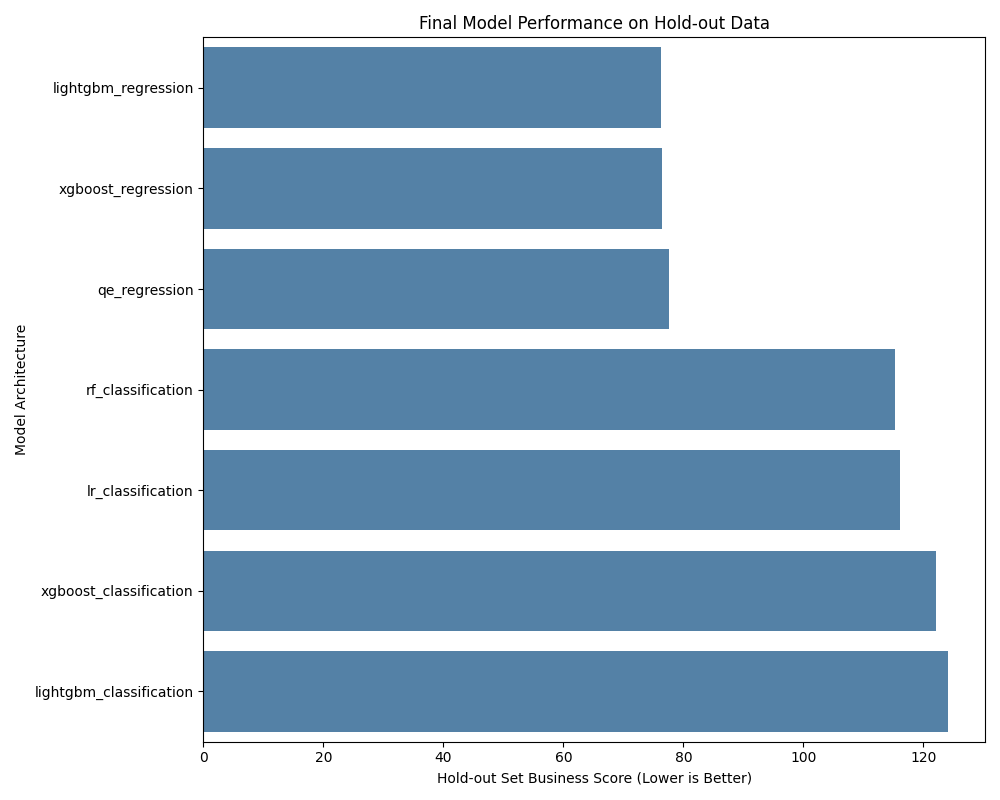 Final Model Performance on Hold-out Data
Model Architecture
lightgbm_regression
xgboost_regression
qe_regression
rf_classification
lr_classification
xgboost_classification
lightgbm_classification
0 20 40 60 80 100 120
Hold-out Set Business Score (Lower is Better)